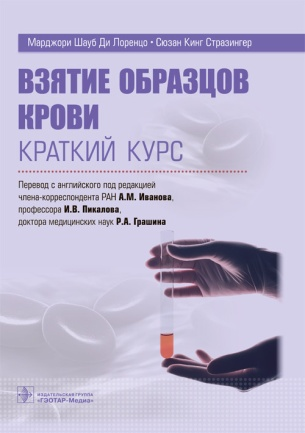 Марджори Шауб Ди Лоренцо • Сюзан Кинг Стразингер
ВЗЯТИЕ ОБРАЗЦОВ
КРОВИ
КРАТКИЙ КУРС
Перевод с английского под редакцией
члена-корреспондента РАН А.М. Иванова,
профессора И.В. Пикалова,
доктора медицинских наук Р.А. Грашина
ИЗДАТЕЛЬСКАЯ ГРУППА
«ГЭОТАР-Медиа»